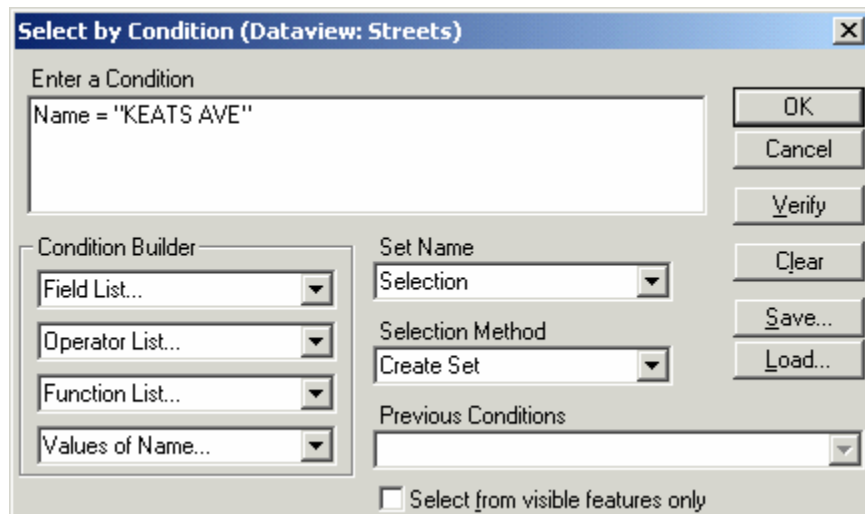 Select by Condition (Dataview: Streets)
Enter a Condition
Name = "KEATS AVE"
OK
Cancel
Verify
Clear
Save...
Load...
Condition Builder
Field List...
Operator List...
Function List...
Values of Name...
Set Name
Selection
Selection Method
Create Set
Previous Conditions
Select from visible features only